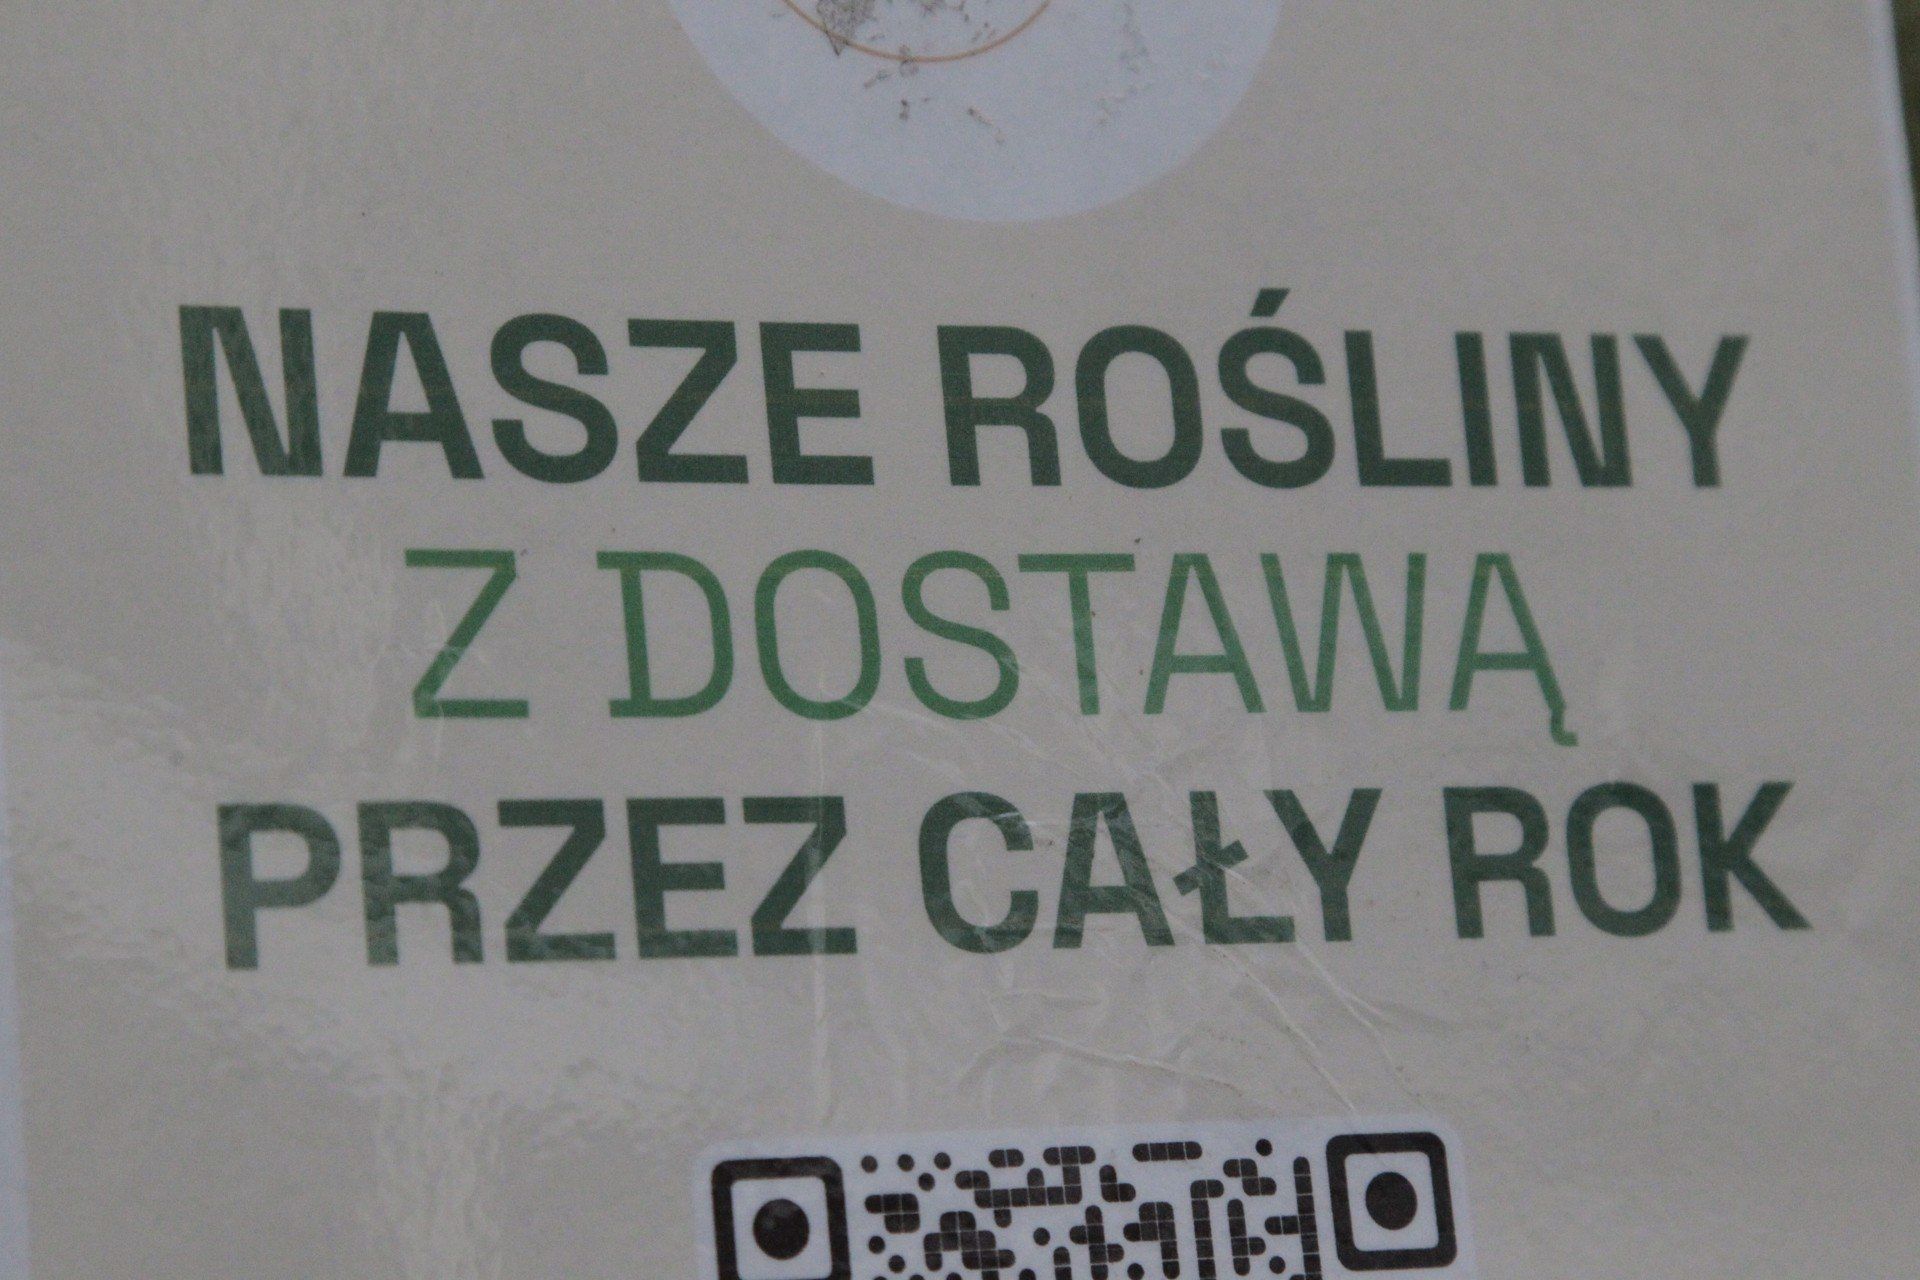 NASZE ROŚLINY
Z DOSTAWĄ
PRZEZ CAŁY ROK